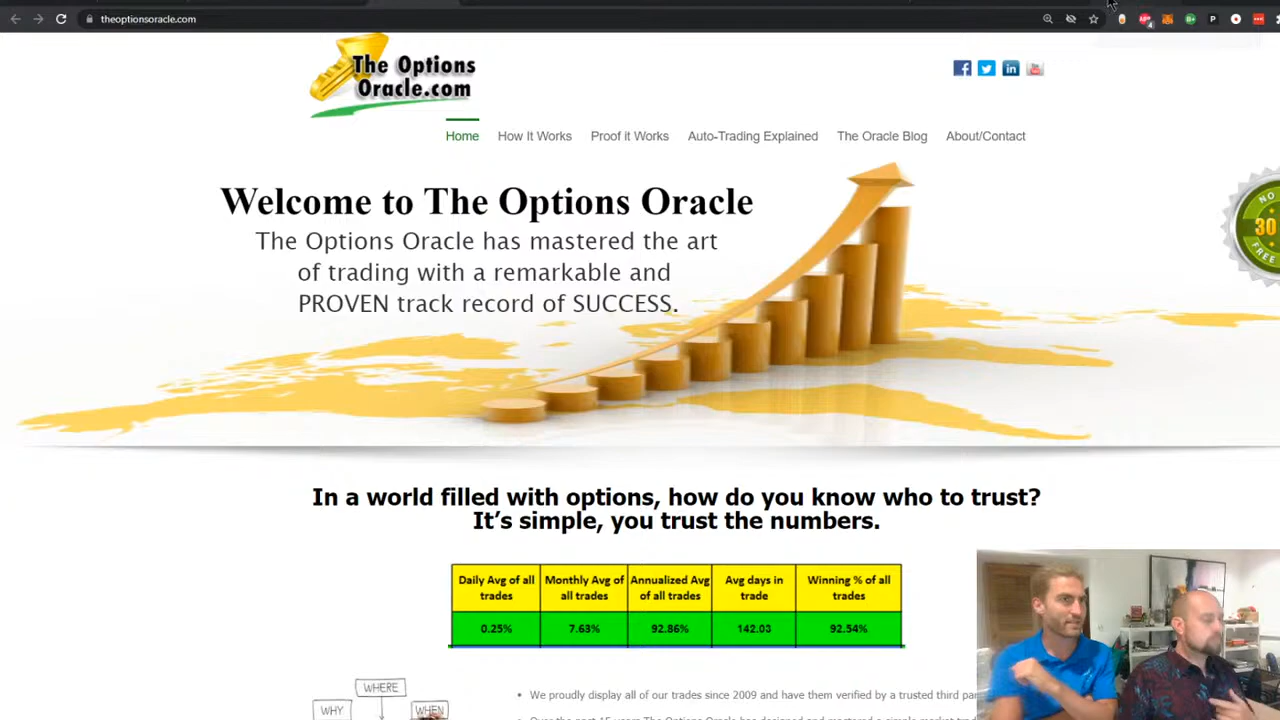 theoptionsoracle.com
The Options
Oracle.com
Home How It Works Proof it Works Auto-Trading Explained The Oracle Blog About/Contact
Welcome to The Options Oracle
The Options Oracle has mastered the art
of trading with a remarkable and
PROVEN track record of SUCCESS.
NO
30
FREE
In a world filled with options, how do you know who to trust?
It's simple, you trust the numbers.
Daily Avg of all trades Monthly Avg of all trades Annualized Avg of all trades Avg days in trade Winning % of all trades
0.25% 7.63% 92.86% 142.03 92.54%
WHERE
WHY WHEN
• We proudly display all of our trades since 2009 and have them verified by a trusted third par